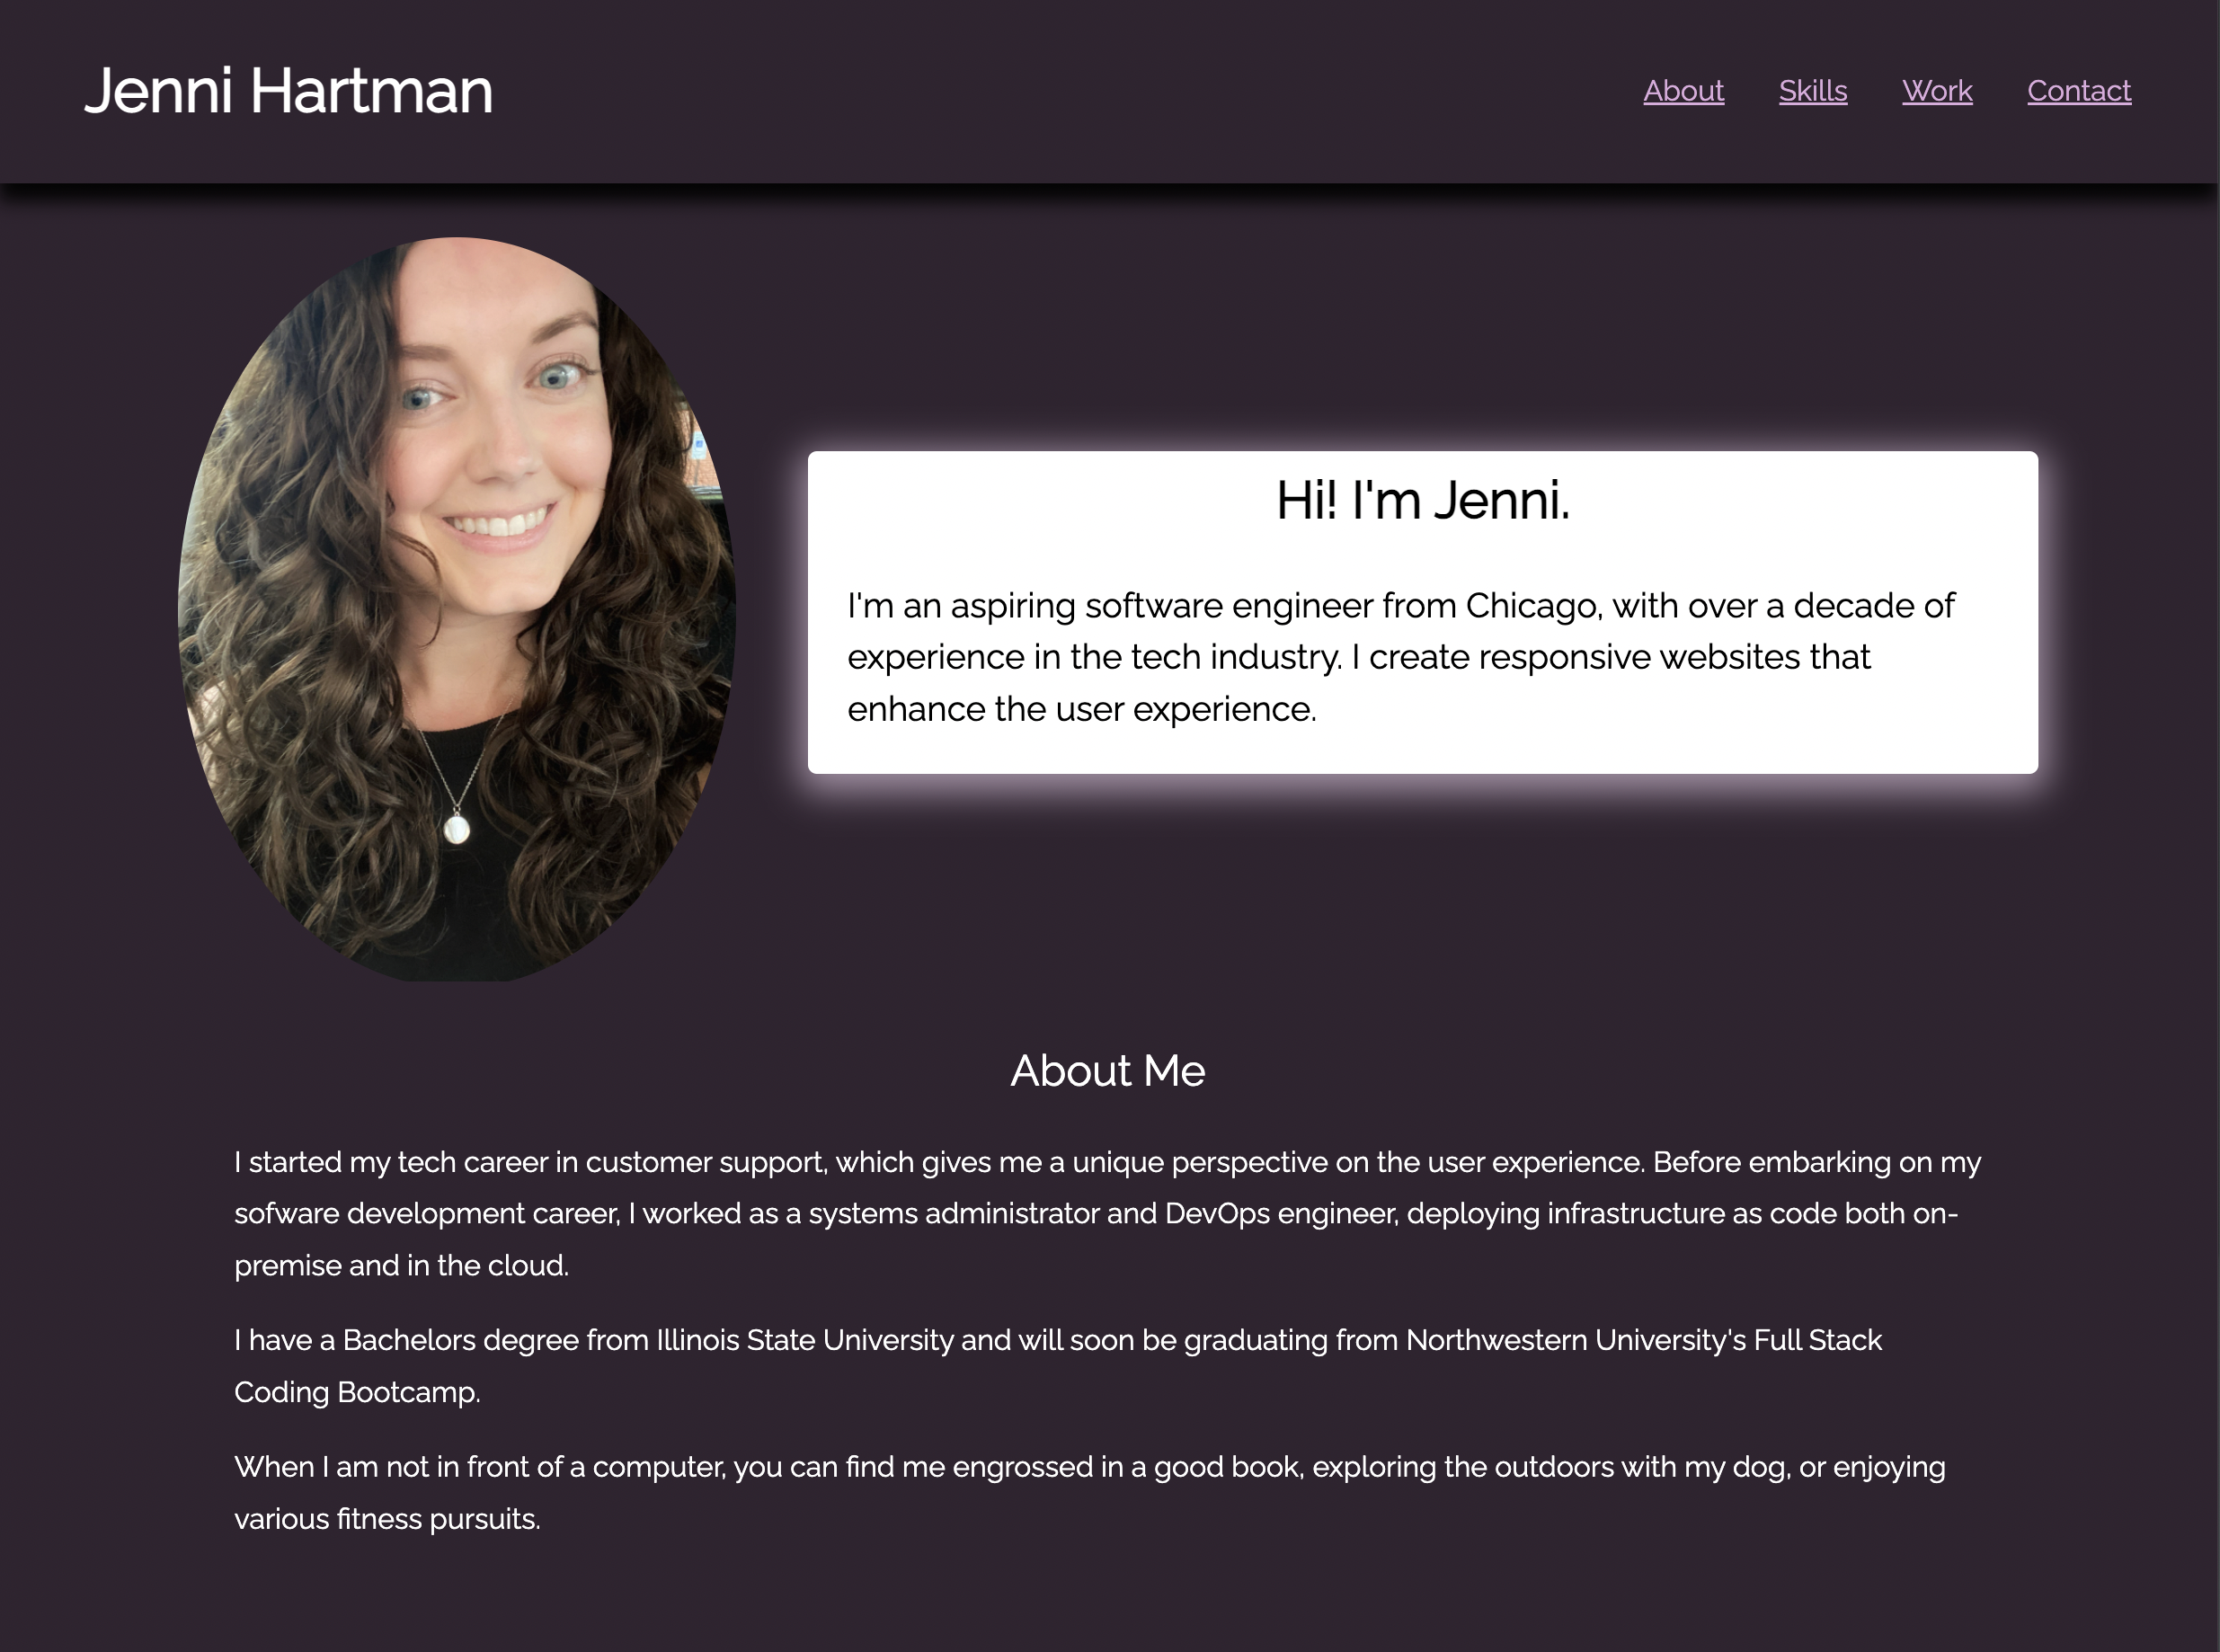 Jenni Hartman
About Skills Work Contact
Hi! I'm Jenni.
I'm an aspiring software engineer from Chicago, with over a decade of
experience in the tech industry. I create responsive websites that
enhance the user experience.
About Me
I started my tech career in customer support, which gives me a unique perspective on the user experience. Before embarking on my
sofware development career, I worked as a systems administrator and DevOps engineer, deploying infrastructure as code both on-
premise and in the cloud.
I have a Bachelors degree from Illinois State University and will soon be graduating from Northwestern University's Full Stack
Coding Bootcamp.
When I am not in front of a computer, you can find me engrossed in a good book, exploring the outdoors with my dog, or enjoying
various fitness pursuits.